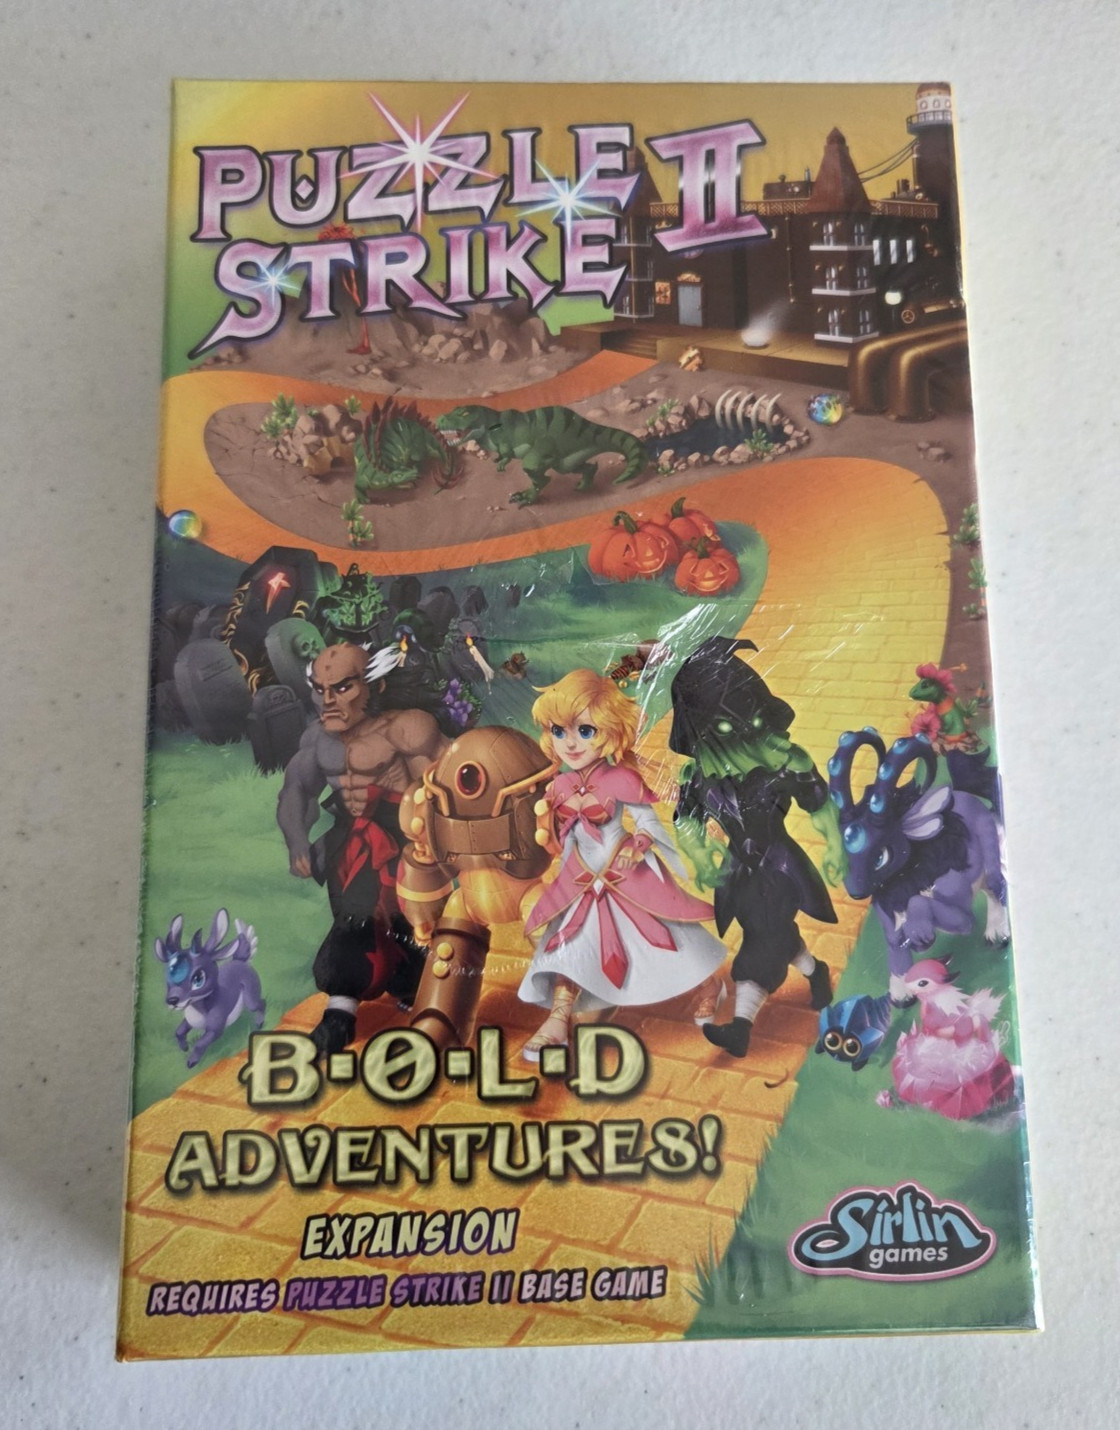 PUZZLE II
STRIKE
B·O·L·D
ADVENTURES!
EXPANSION
REQUIRES PUZZLE STRIKE II BASE GAME
Sirlin
games